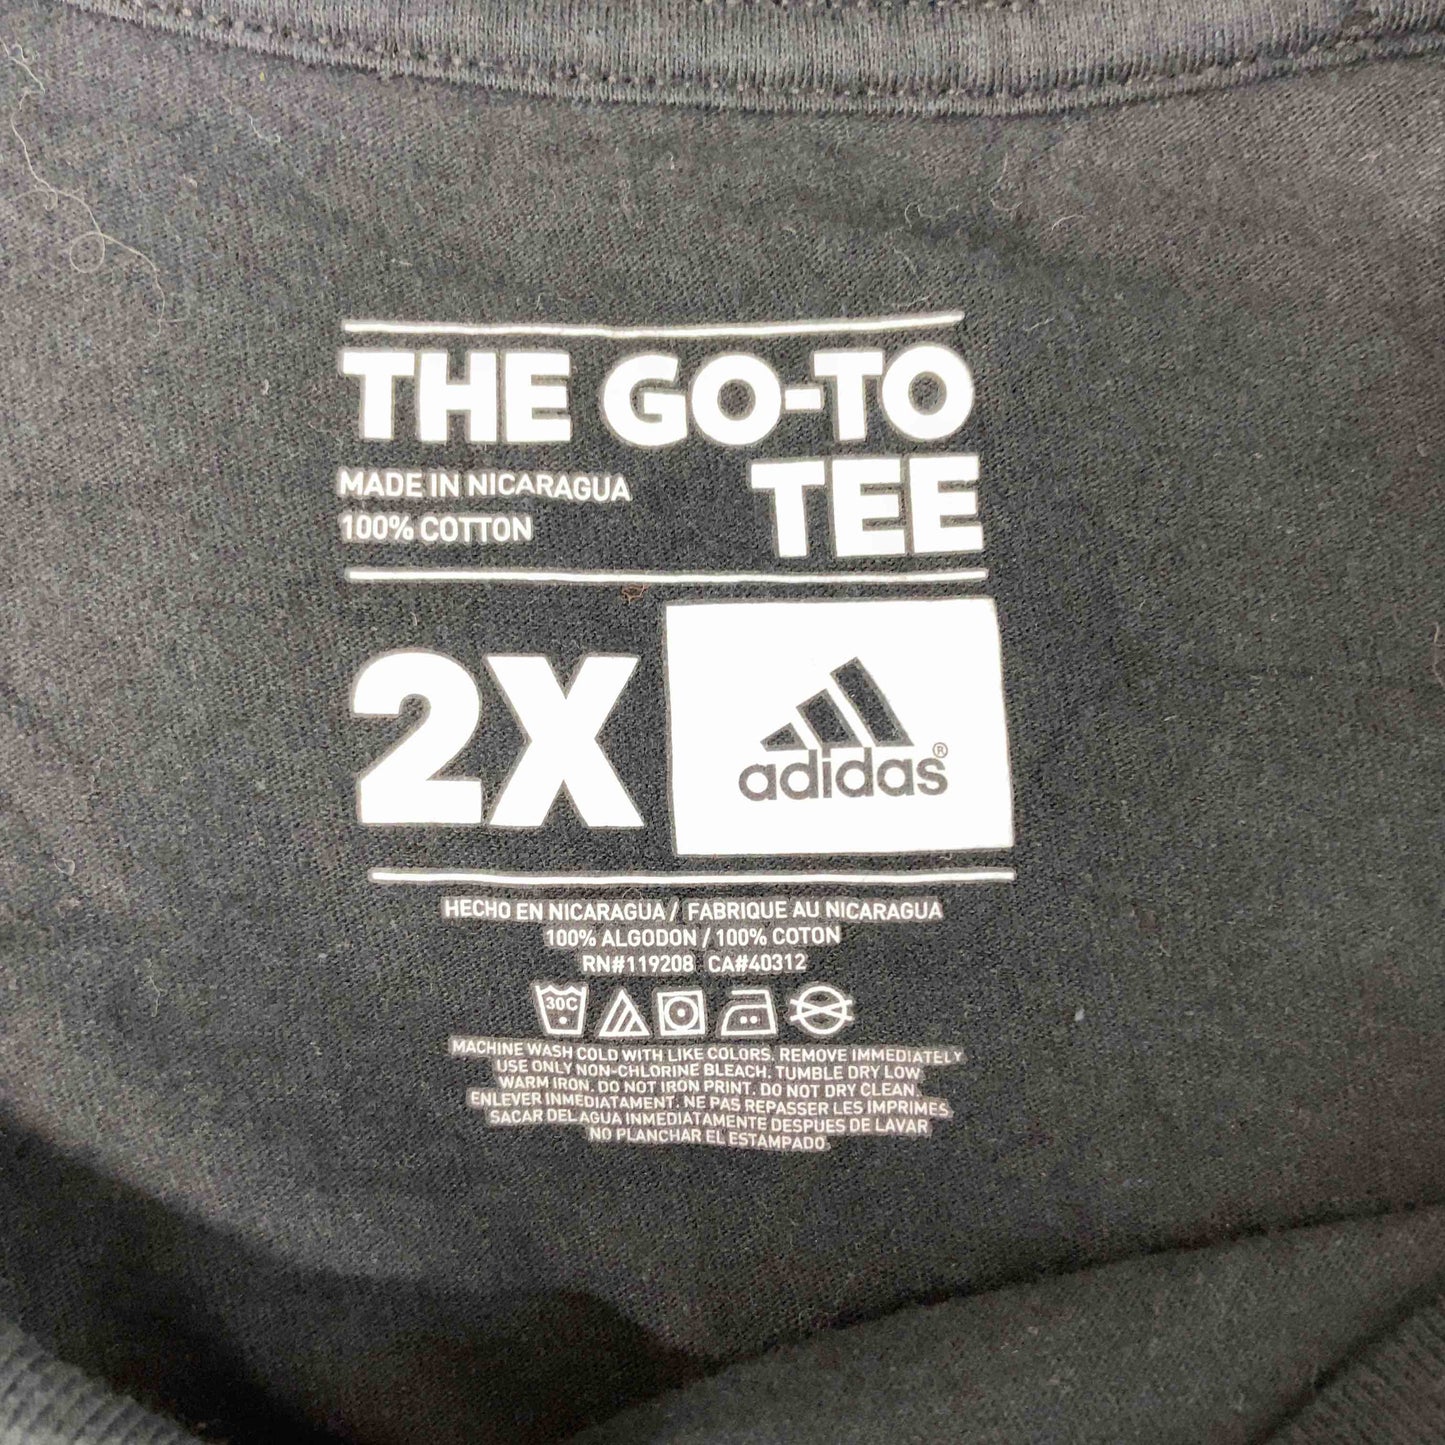 THE GO-TO
TEE
MADE IN NICARAGUA
100% COTTON
2X
adidas®
HECHO EN NICARAGUA / FABRIQUE AU NICARAGUA
100% ALGODON / 100% COTON
RN#119208 CA#40312
30C
MACHINE WASH COLD WITH LIKE COLORS. REMOVE IMMEDIATELY
USE ONLY NON-CHLORINE BLEACH. TUMBLE DRY LOW
WARM IRON. DO NOT IRON PRINT. DO NOT DRY CLEAN.
ENLEVER INMEDIATAMENT. NE PAS REPASSER LES IMPRIMES
SACAR DEL AGUA INMEDIATAMENTE DESPUES DE LAVAR
NO PLANCHAR EL ESTAMPADO.